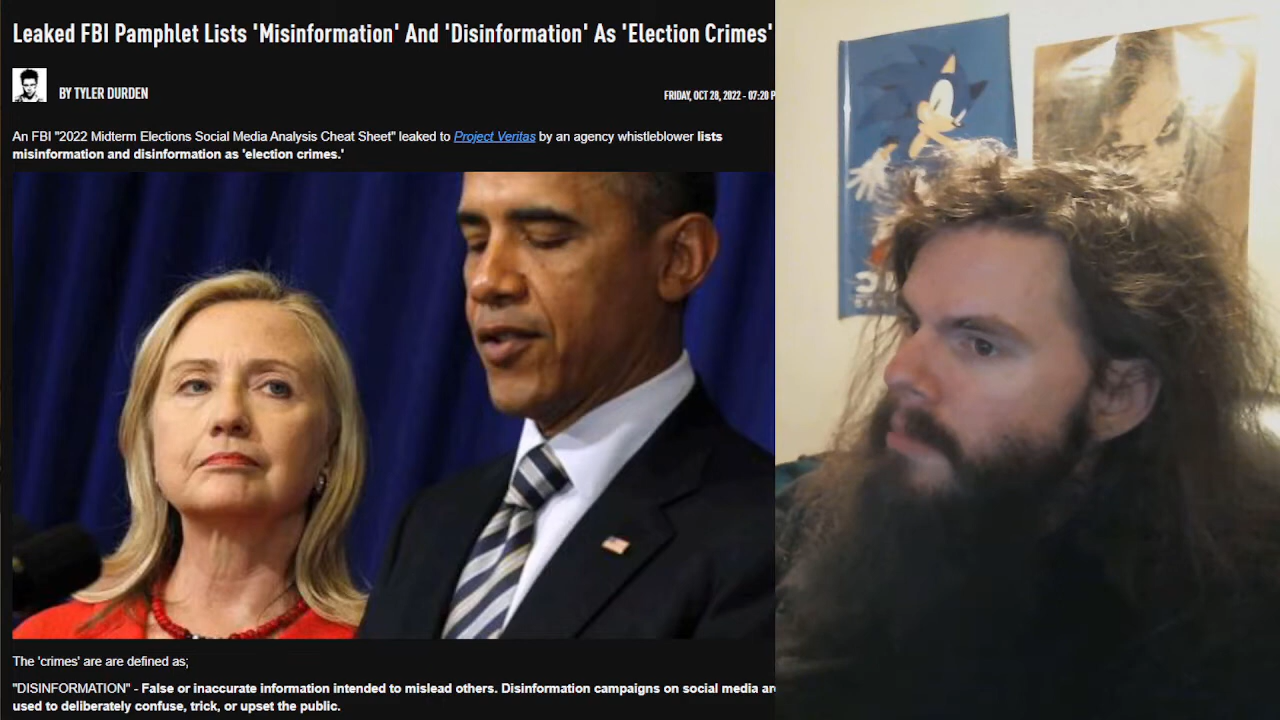 Leaked FBI Pamphlet Lists 'Misinformation' And 'Disinformation' As 'Election Crimes'
BY TYLER DURDEN
FRIDAY, OCT 28, 2022 - 07:20 P
An FBI "2022 Midterm Elections Social Media Analysis Cheat Sheet" leaked to Project Veritas by an agency whistleblower lists
misinformation and disinformation as 'election crimes.'
The 'crimes' are are defined as;
"DISINFORMATION" - False or inaccurate information intended to mislead others. Disinformation campaigns on social media are
used to deliberately confuse, trick, or upset the public.